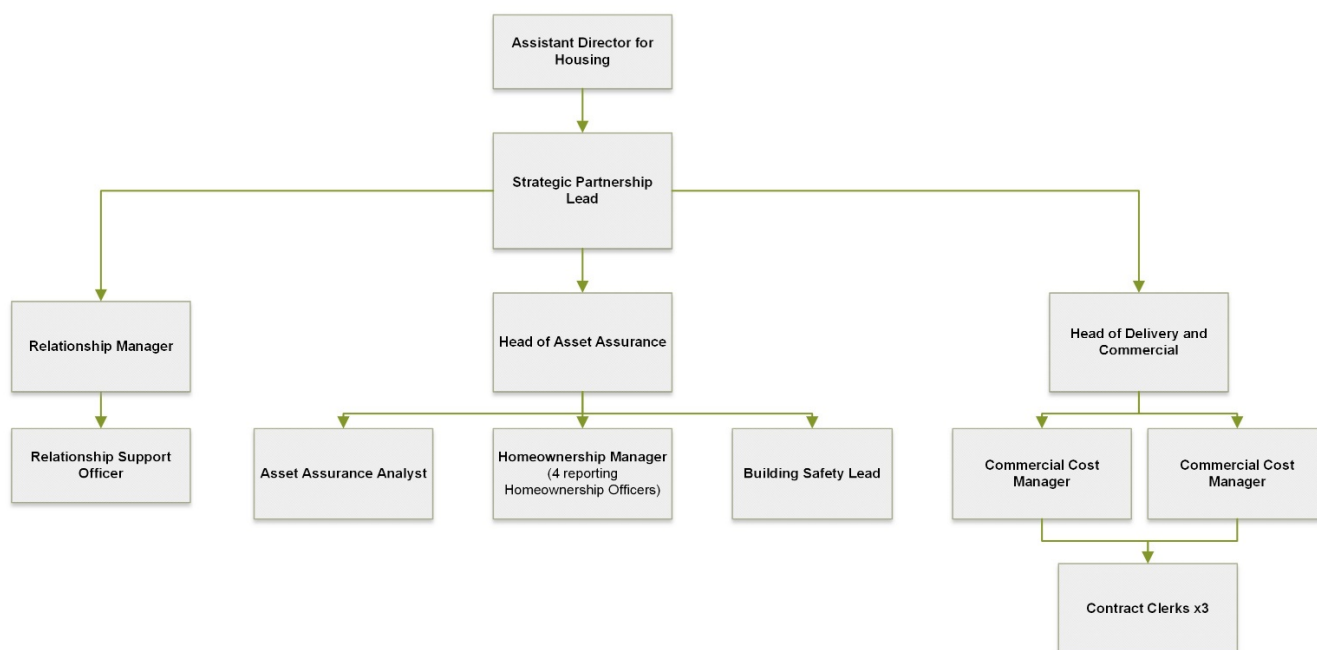 Assistant Director for
Housing
Strategic Partnership
Lead
Relationship Manager
Head of Asset Assurance
Head of Delivery and
Commercial
Relationship Support
Officer
Asset Assurance Analyst
Homeownership Manager
(4 reporting
Homeownership Officers)
Building Safety Lead
Commercial Cost
Manager
Commercial Cost
Manager
Contract Clerks x3